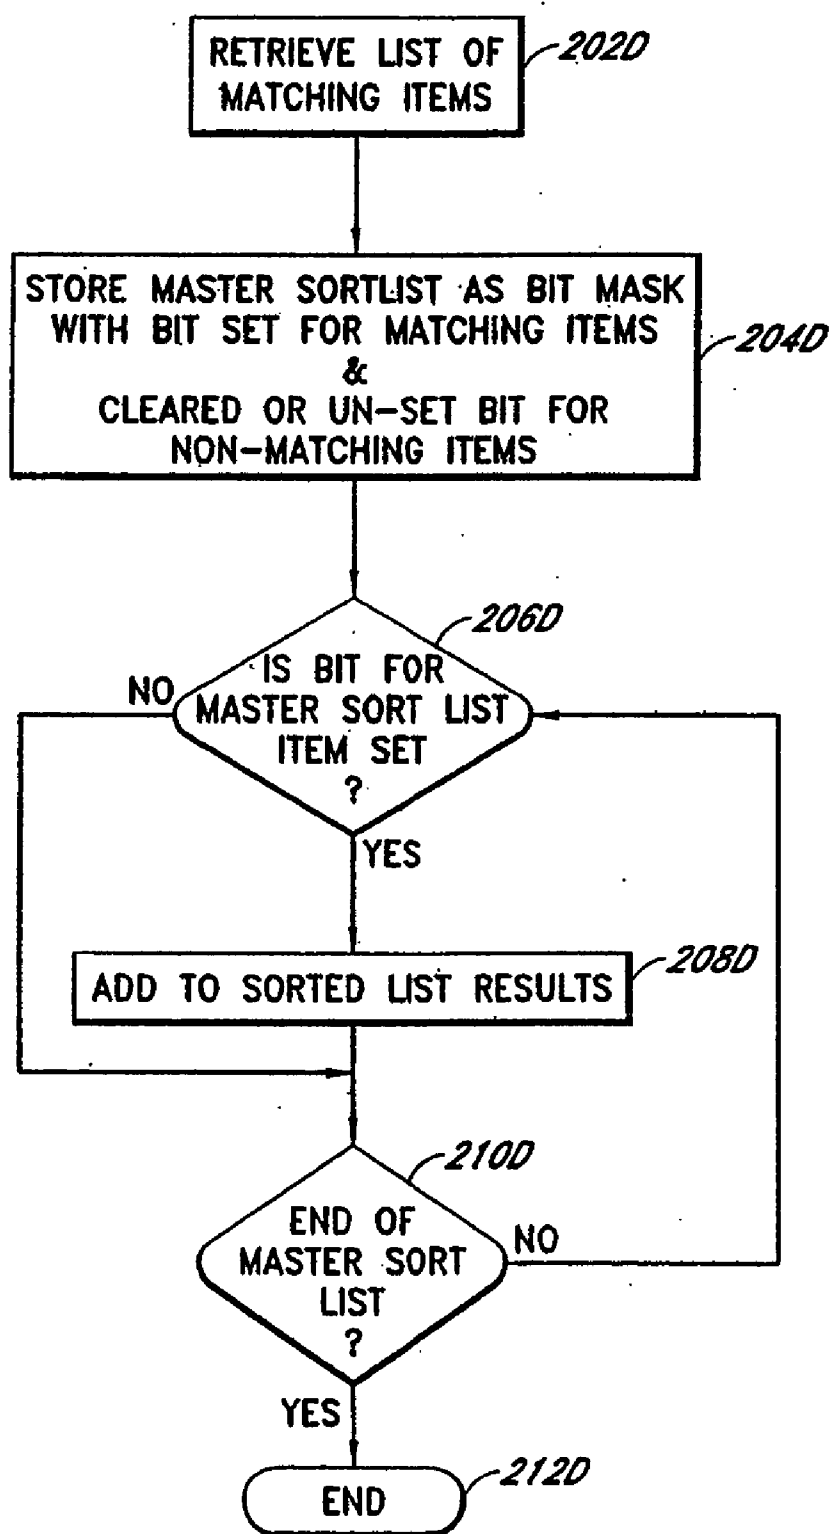 RETRIEVE LIST OF
MATCHING ITEMS
202D
STORE MASTER SORTLIST AS BIT MASK
WITH BIT SET FOR MATCHING ITEMS
&
CLEARED OR UN-SET BIT FOR
NON-MATCHING ITEMS
204D
206D
IS BIT FOR
MASTER SORT LIST
ITEM SET
?
NO
YES
ADD TO SORTED LIST RESULTS
208D
210D
END OF
MASTER SORT
LIST
?
NO
YES
END
212D